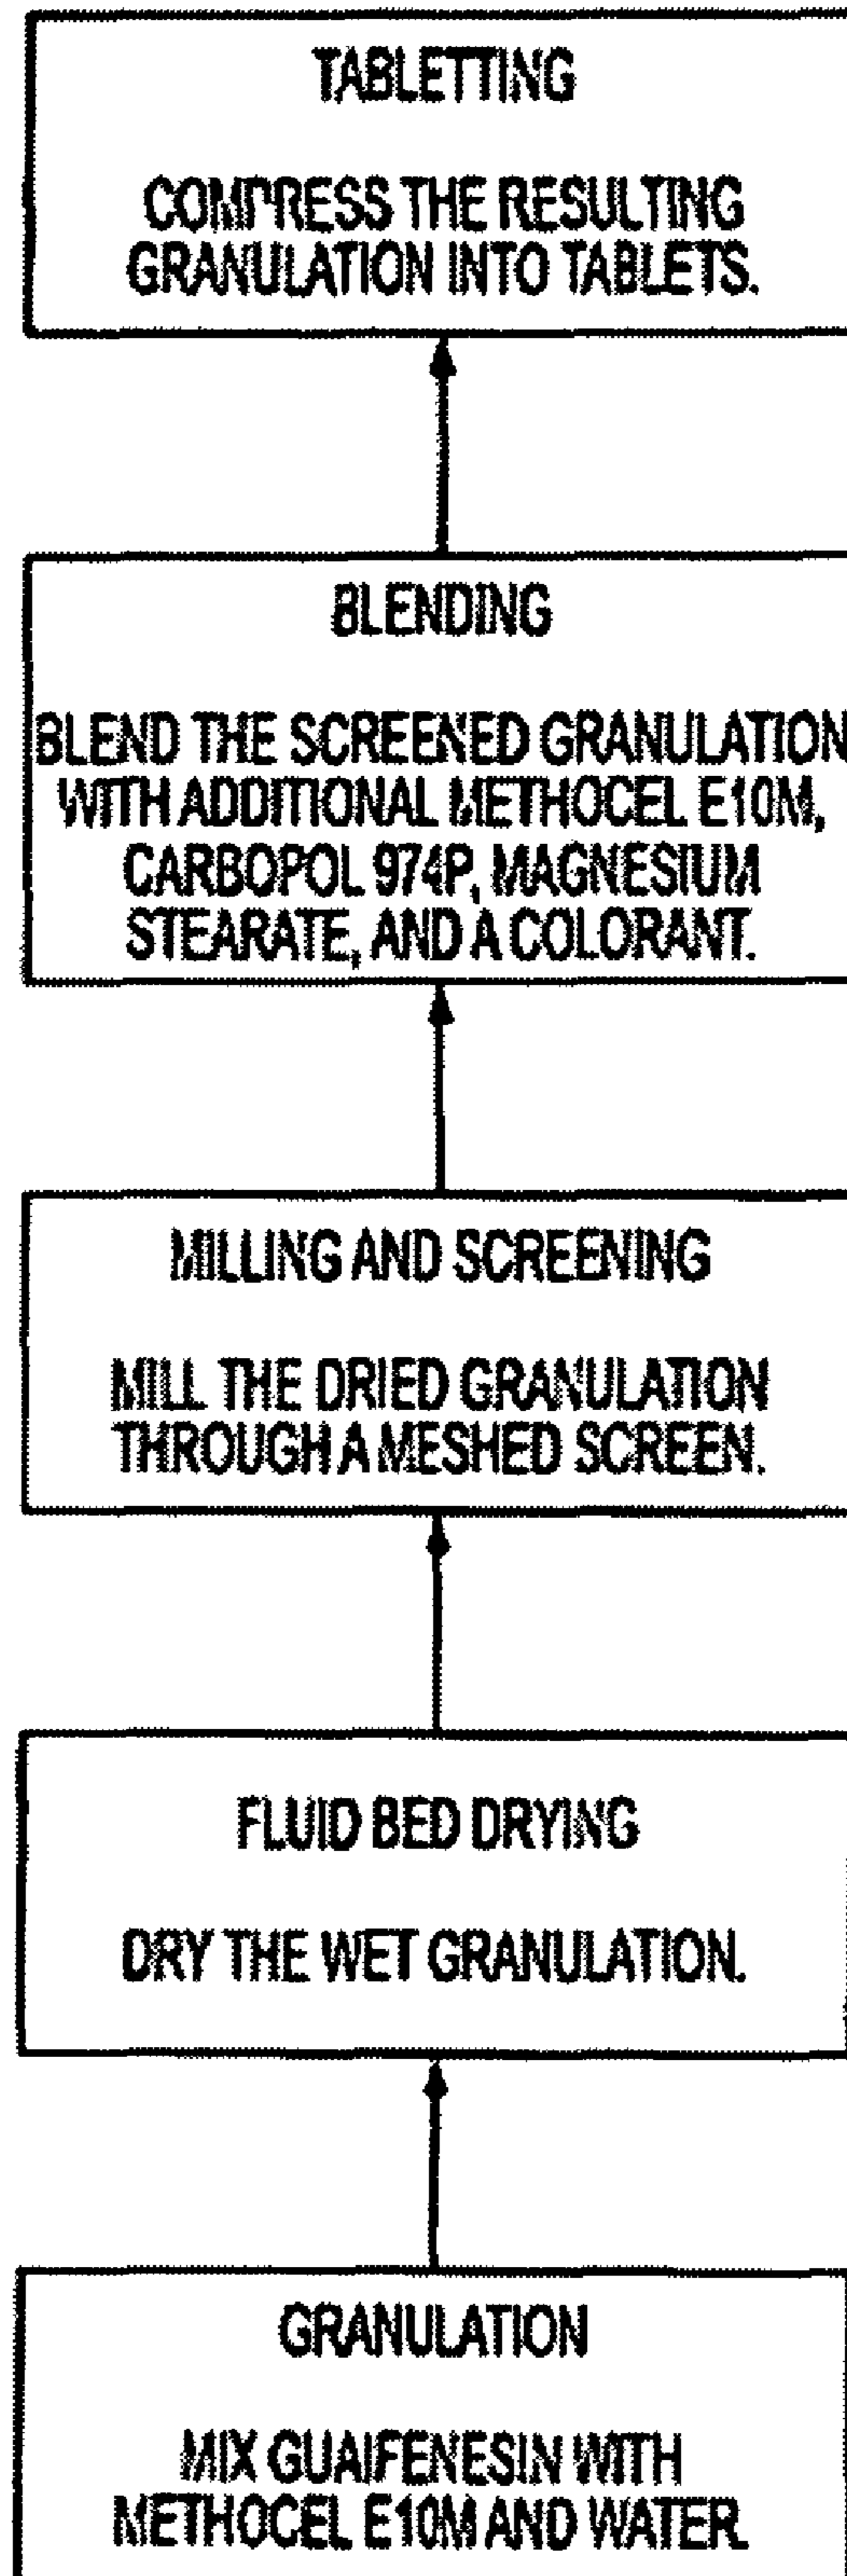 TABLETTING
COMPRESS THE RESULTING
GRANULATION INTO TABLETS.
BLENDING
BLEND THE SCREENED GRANULATION
WITH ADDITIONAL METHOCEL E10M,
CARBOPOL 974P, MAGNESIUM
STEARATE, AND A COLORANT.
MILLING AND SCREENING
MILL THE DRIED GRANULATION
THROUGH A MESHED SCREEN.
FLUID BED DRYING
DRY THE WET GRANULATION.
GRANULATION
MIX GUAIFENESIN WITH
METHOCEL E10M AND WATER.